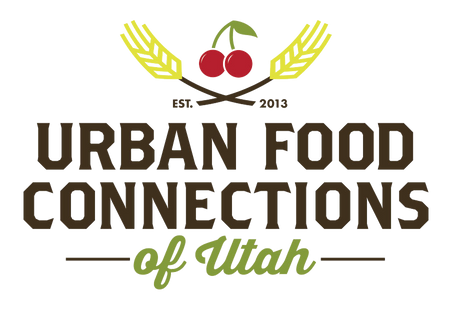 EST. 2013
URBAN FOOD
CONNECTIONS
of Utah